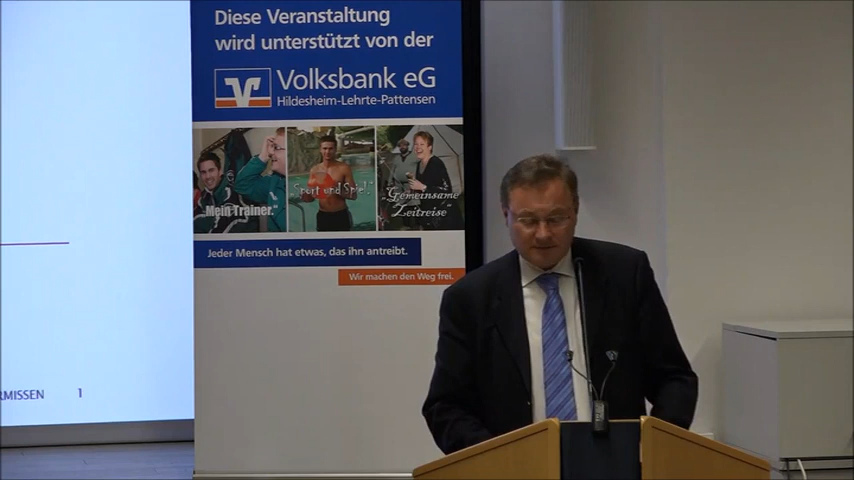 Diese Veranstaltung
wird unterstützt von der
Volksbank eG
Hildesheim-Lehrte-Pattensen
Mein Trainer."
"Sport und Spiel."
"Gemeinsame
Zeitreise"
Jeder Mensch hat etwas, das ihn antreibt.
Wir machen den Weg frei.
RMISSEN 1